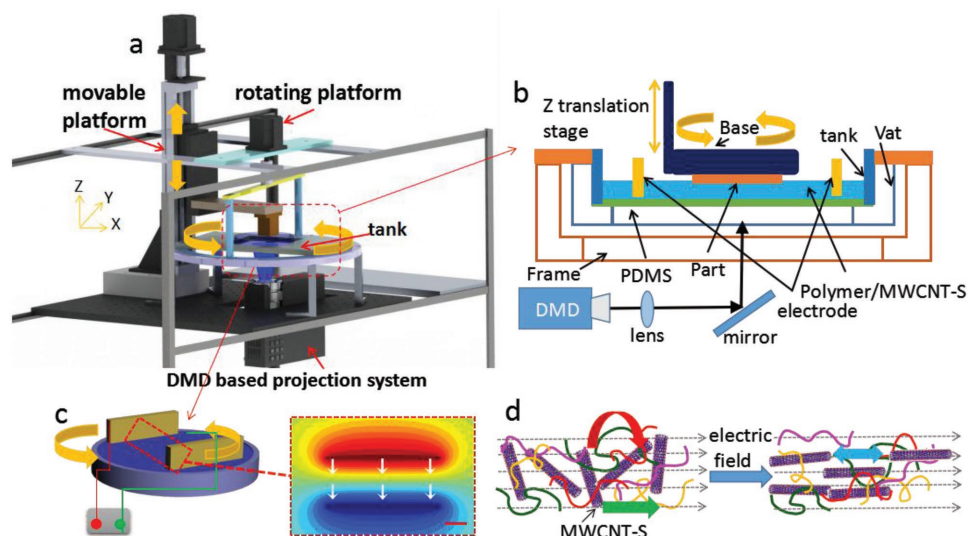 a
movable
platform
rotating platform
Z
Y
X
tank
DMD based projection system
b
Z translation
stage
Base
tank
Vat
Frame
PDMS
Part
Polymer/MWCNT-S
electrode
DMD
lens
mirror
c
d
electric
field
MWCNT-S